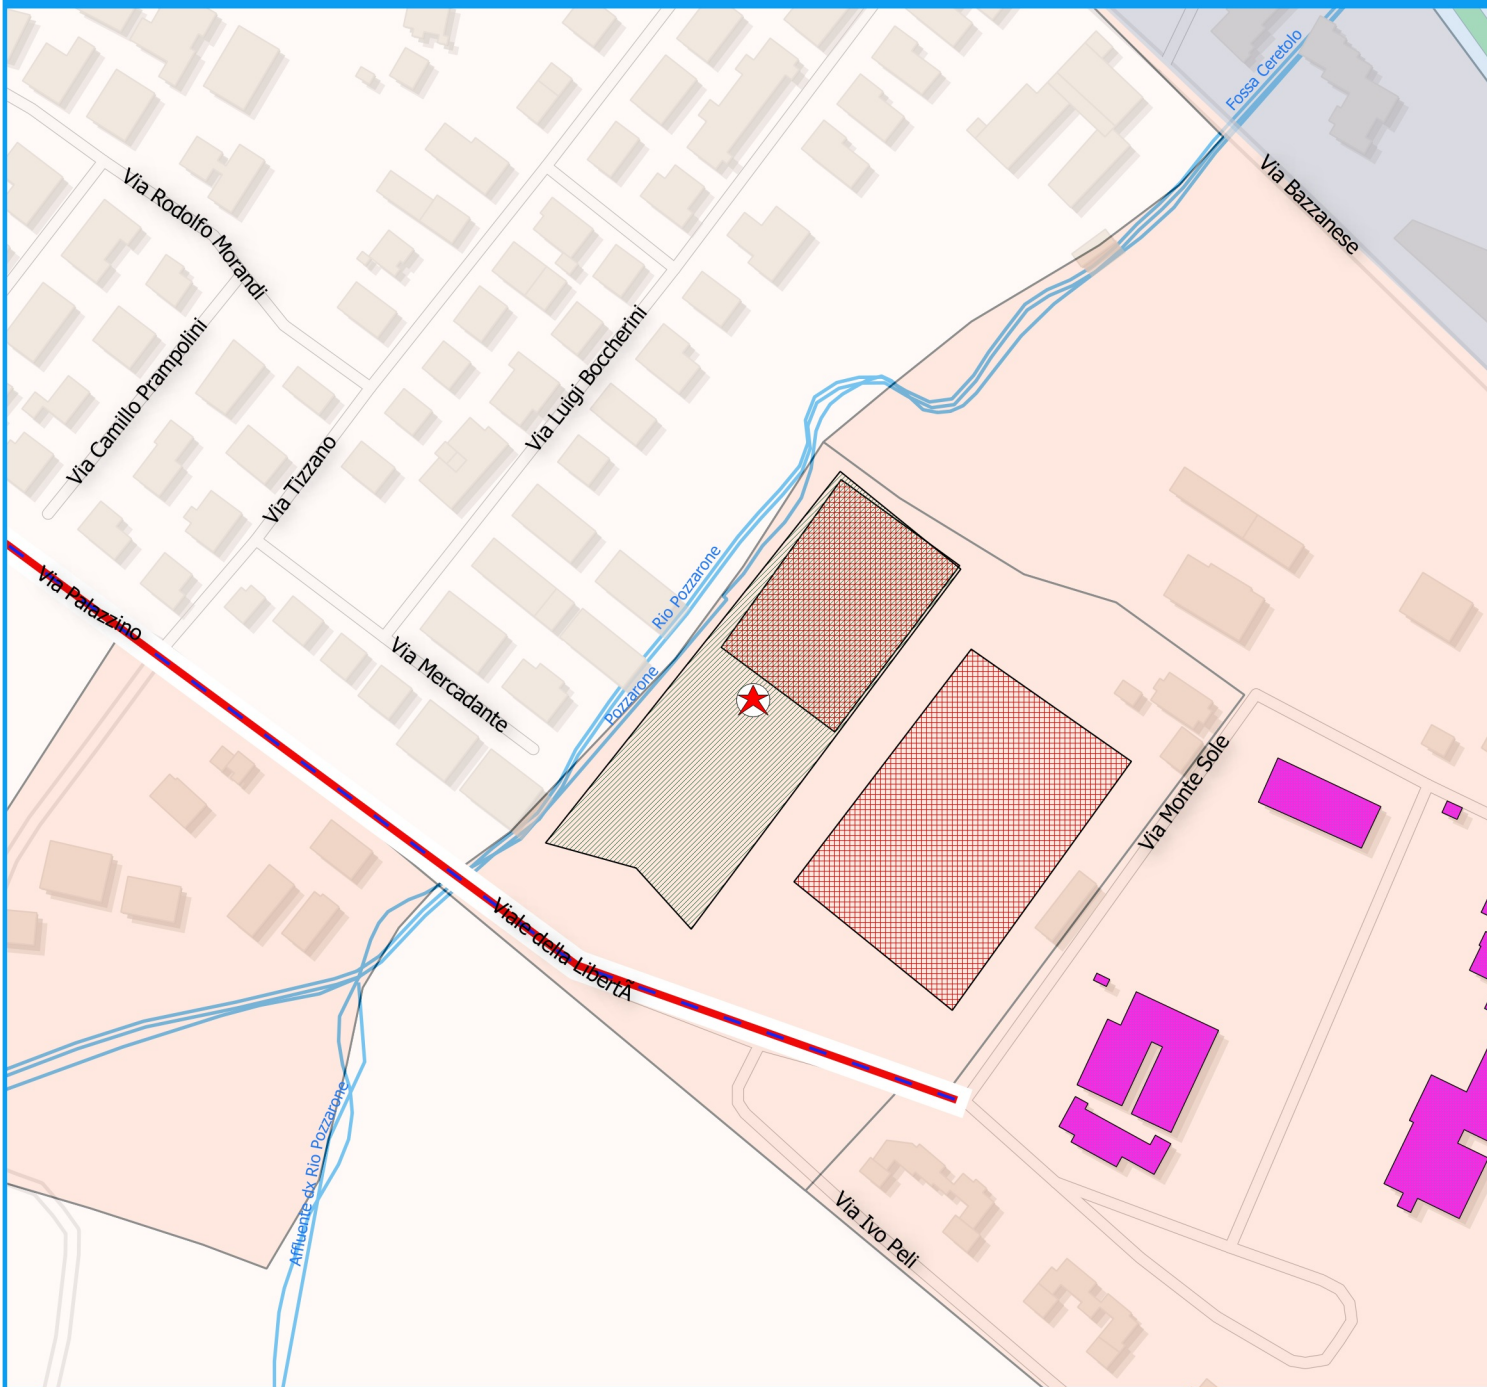 Fossa Ceretolo
Via Bazzanese
Via Rodolfo Morandi
Via Camillo Prampolini
Via Luigi Boccherini
Via Tizzano
Rio Pozzarone
Via Palazzino
Via Mercadante
Pozzarone
Via Monte Sole
Viale della LibertÃ
Affluente dx Rio Pozzarone
Via Ivo Peli